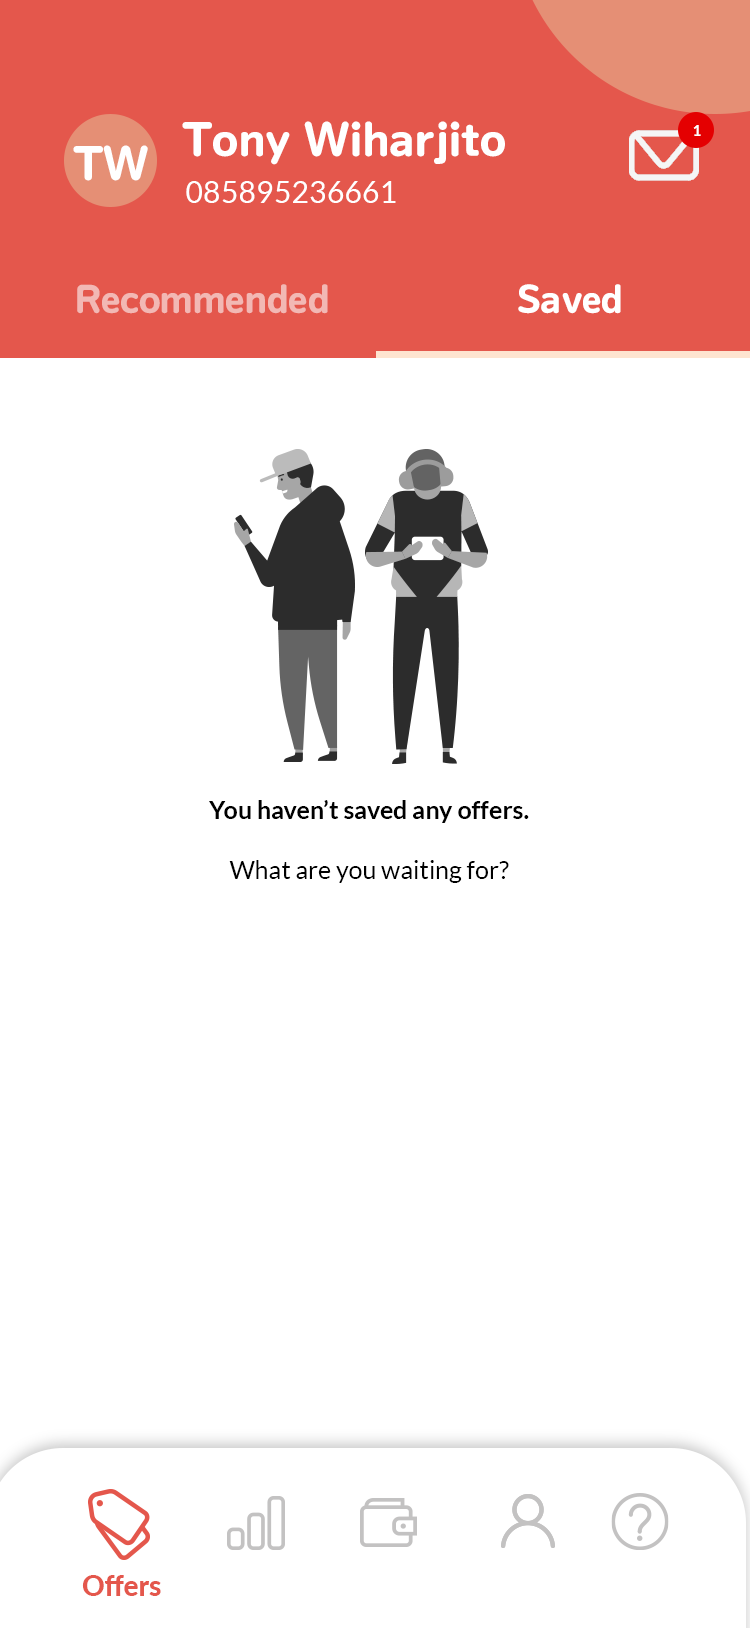 TW
Tony Wiharjito
085895236661
1
Recommended
Saved
You haven’t saved any offers.
What are you waiting for?
Offers